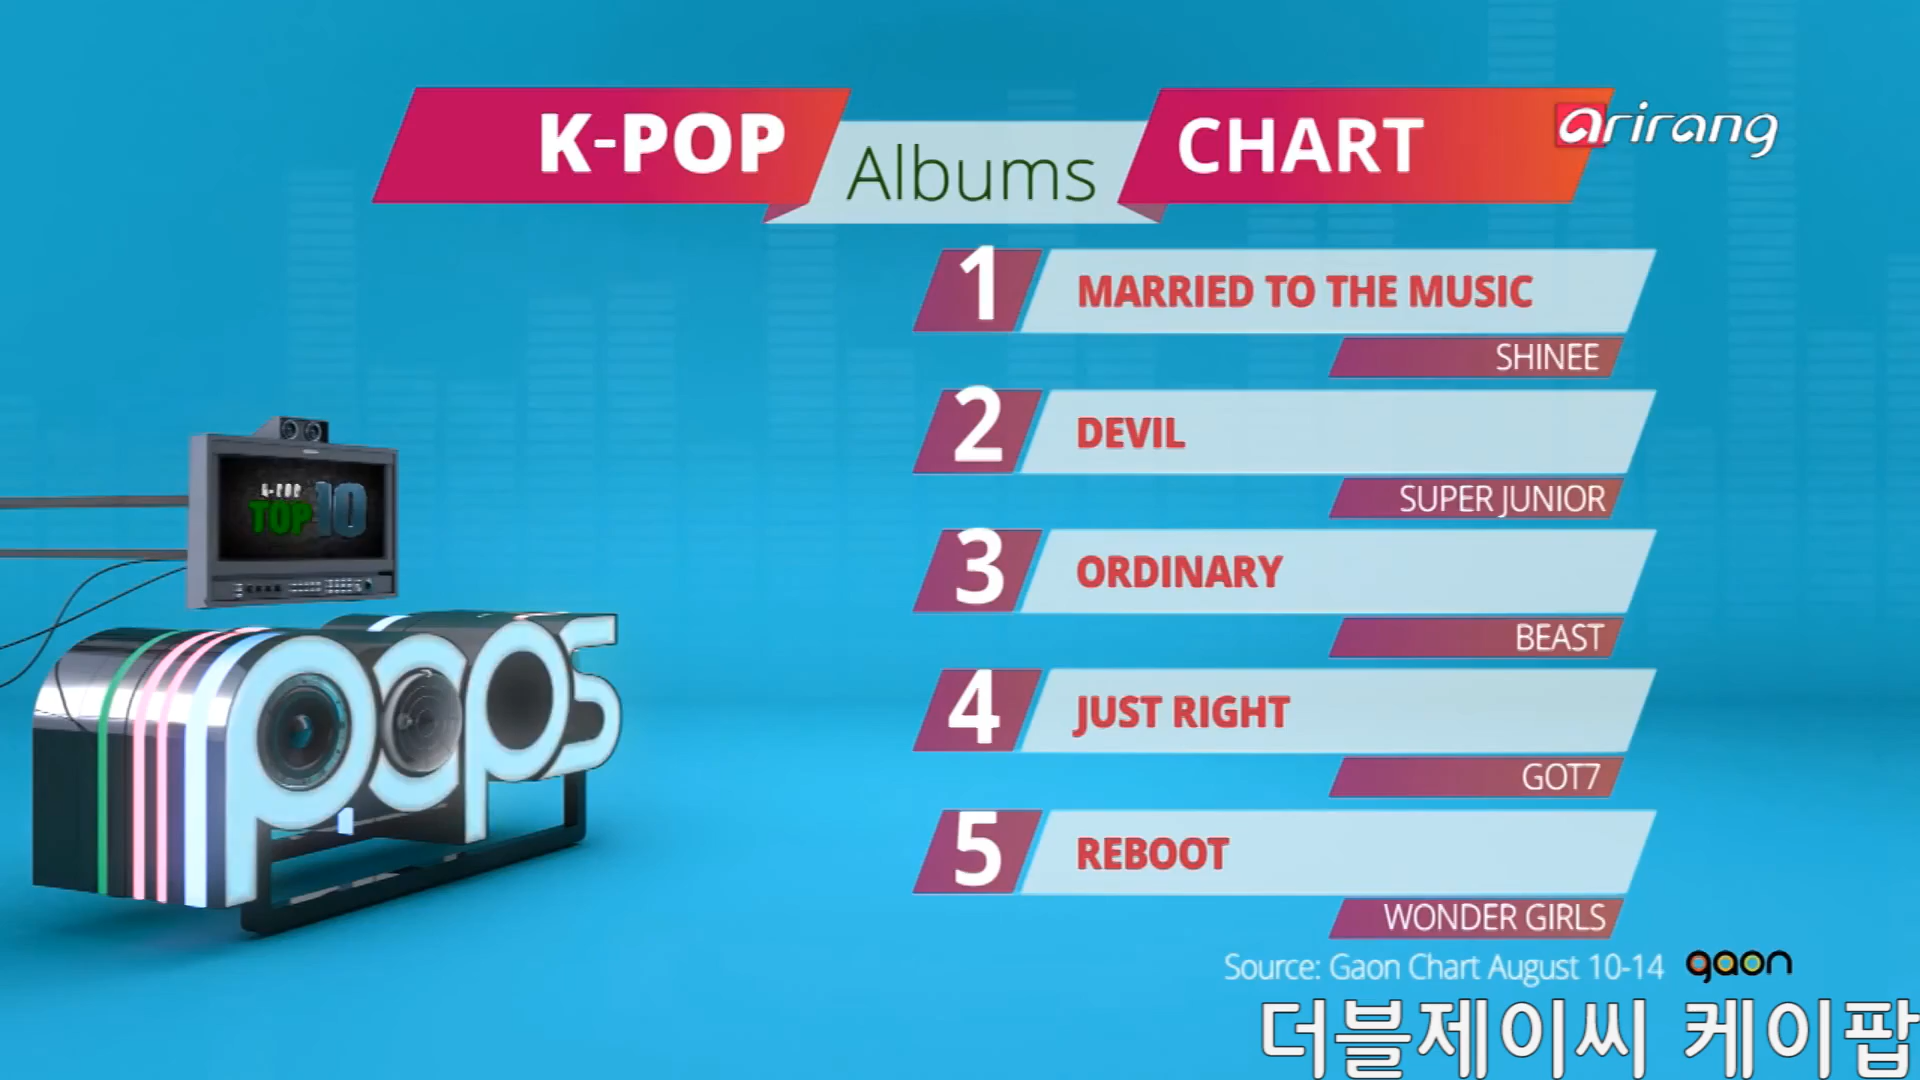 K-POP Albums CHART
arirang
1 MARRIED TO THE MUSIC
SHINEE
2 DEVIL
SUPER JUNIOR
3 ORDINARY
BEAST
4 JUST RIGHT
GOT7
5 REBOOT
WONDER GIRLS
K-POP
TOP10
pops
Source: Gaon Chart August 10-14 gaon
더블제이씨 케이팝